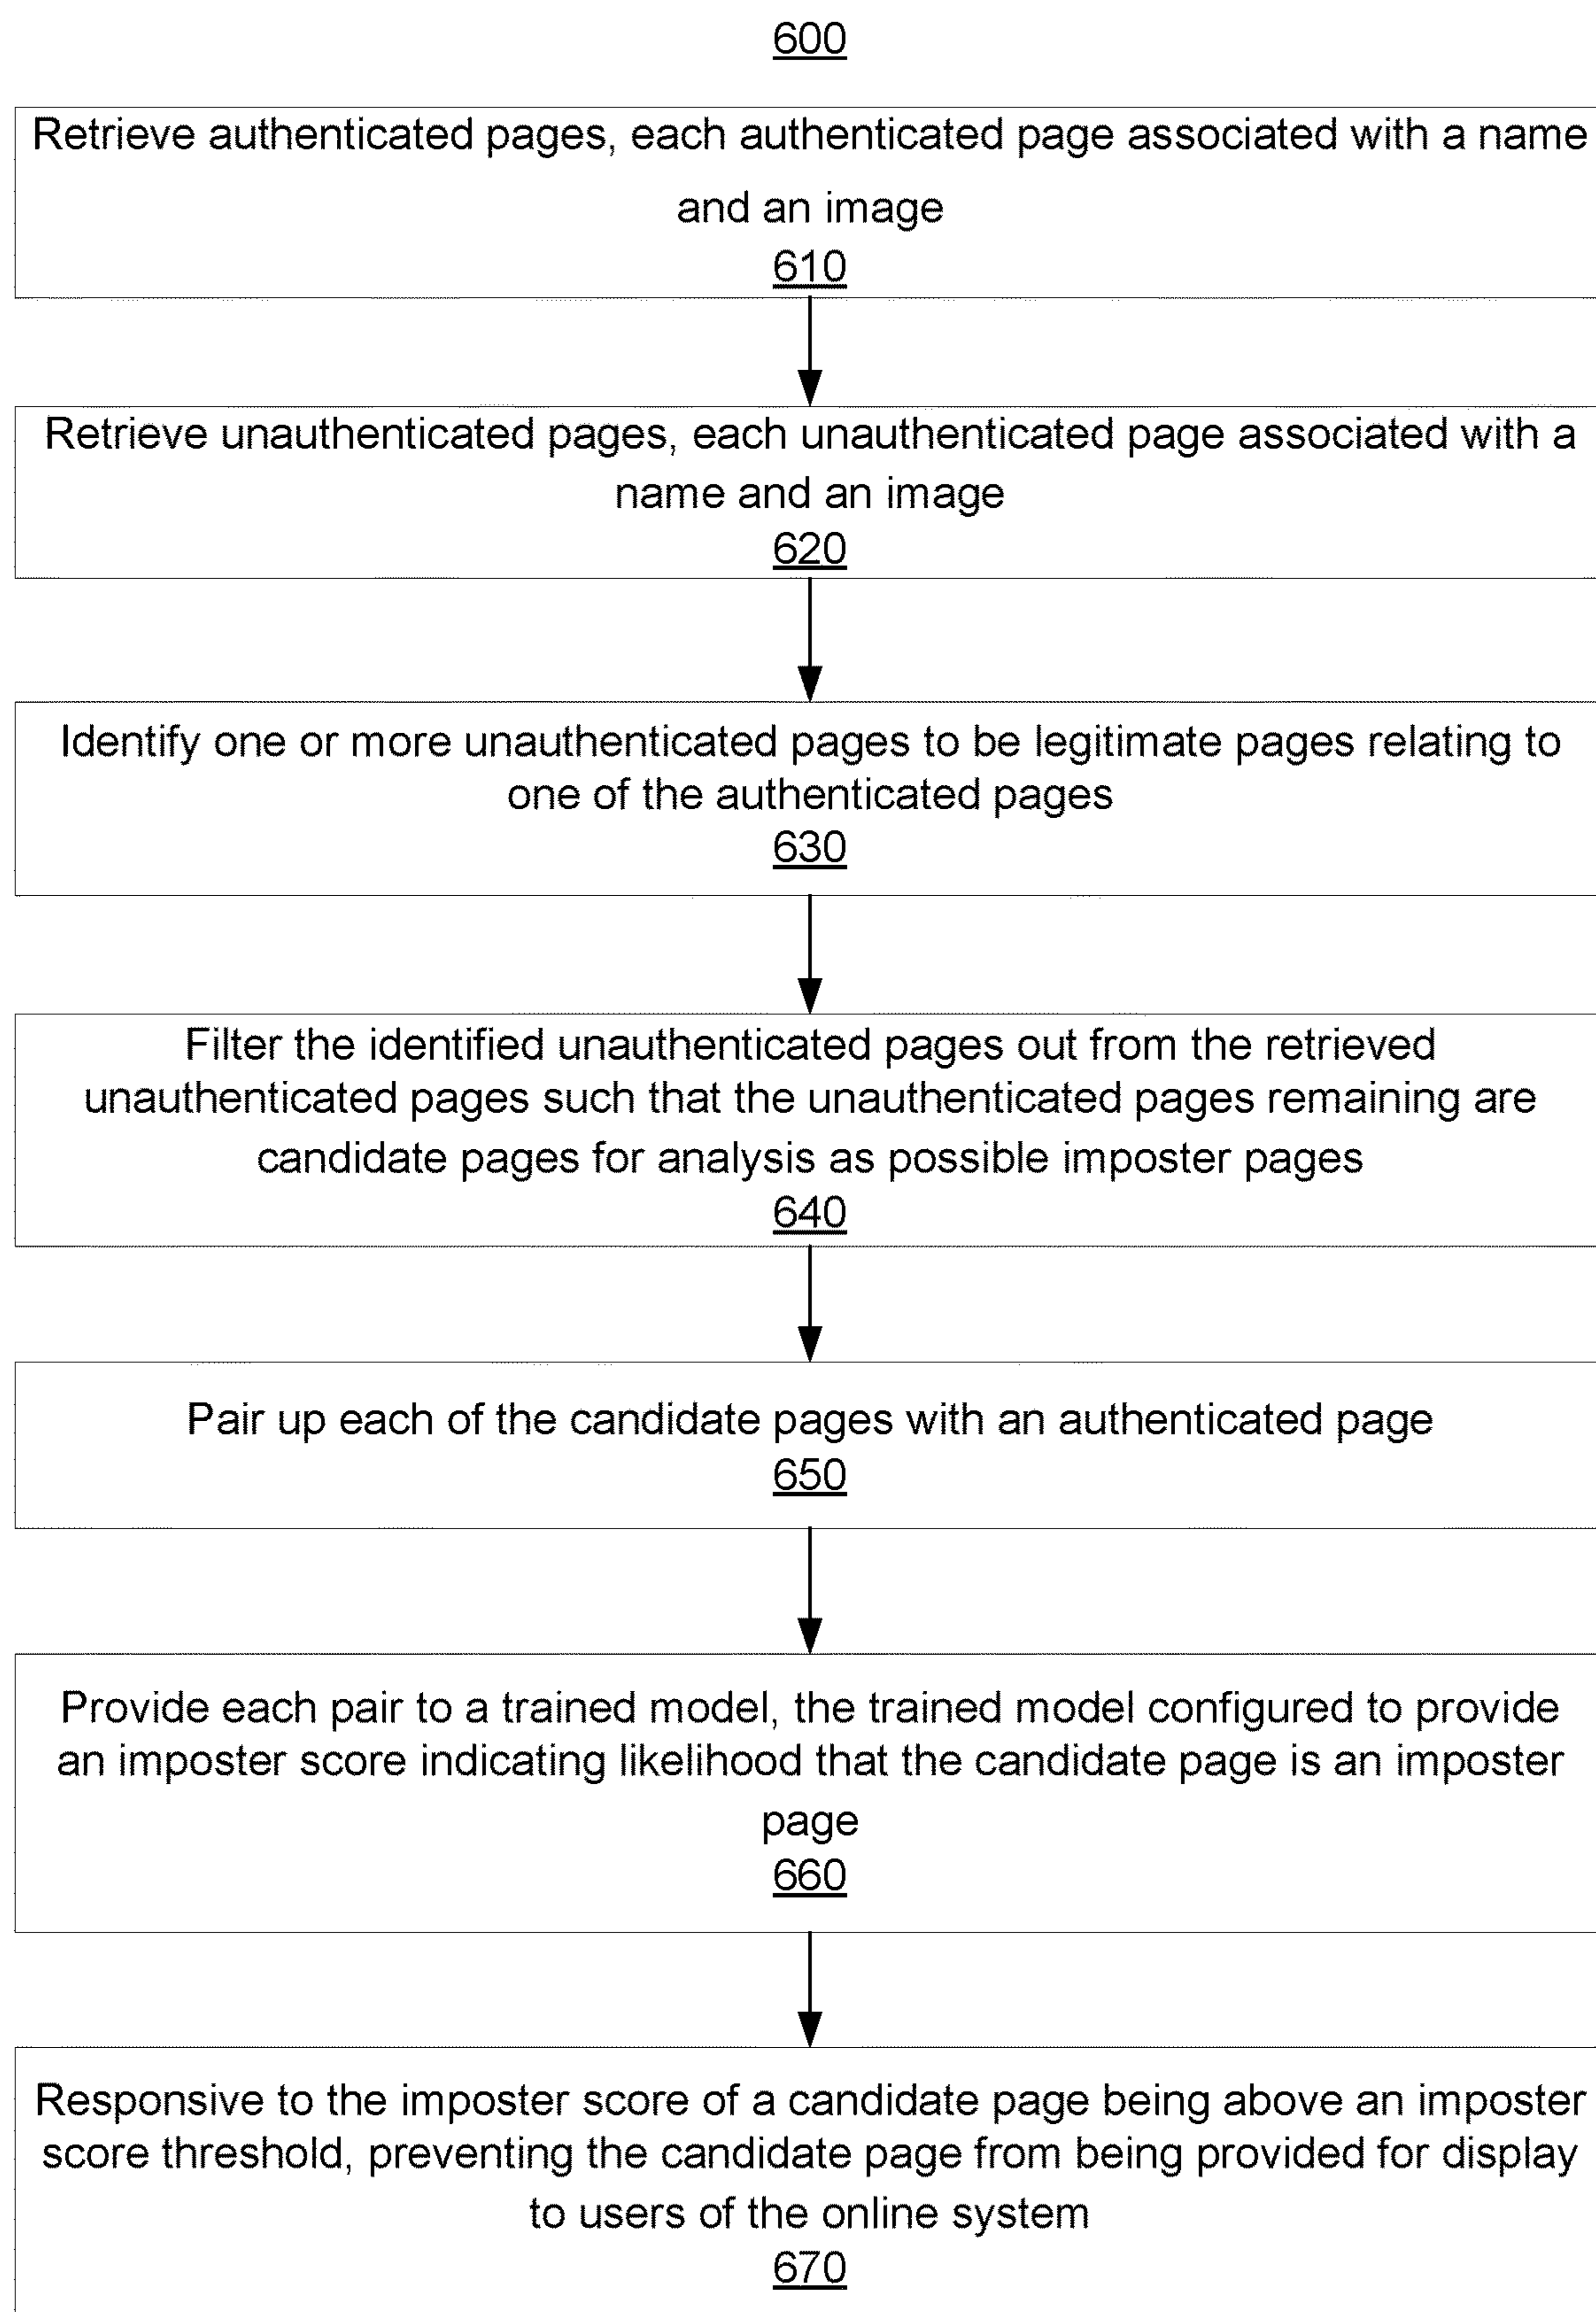 600
Retrieve authenticated pages, each authenticated page associated with a name
and an image
610
Retrieve unauthenticated pages, each unauthenticated page associated with a
name and an image
620
Identify one or more unauthenticated pages to be legitimate pages relating to
one of the authenticated pages
630
Filter the identified unauthenticated pages out from the retrieved
unauthenticated pages such that the unauthenticated pages remaining are
candidate pages for analysis as possible imposter pages
640
Pair up each of the candidate pages with an authenticated page
650
Provide each pair to a trained model, the trained model configured to provide
an imposter score indicating likelihood that the candidate page is an imposter
page
660
Responsive to the imposter score of a candidate page being above an imposter
score threshold, preventing the candidate page from being provided for display
to users of the online system
670